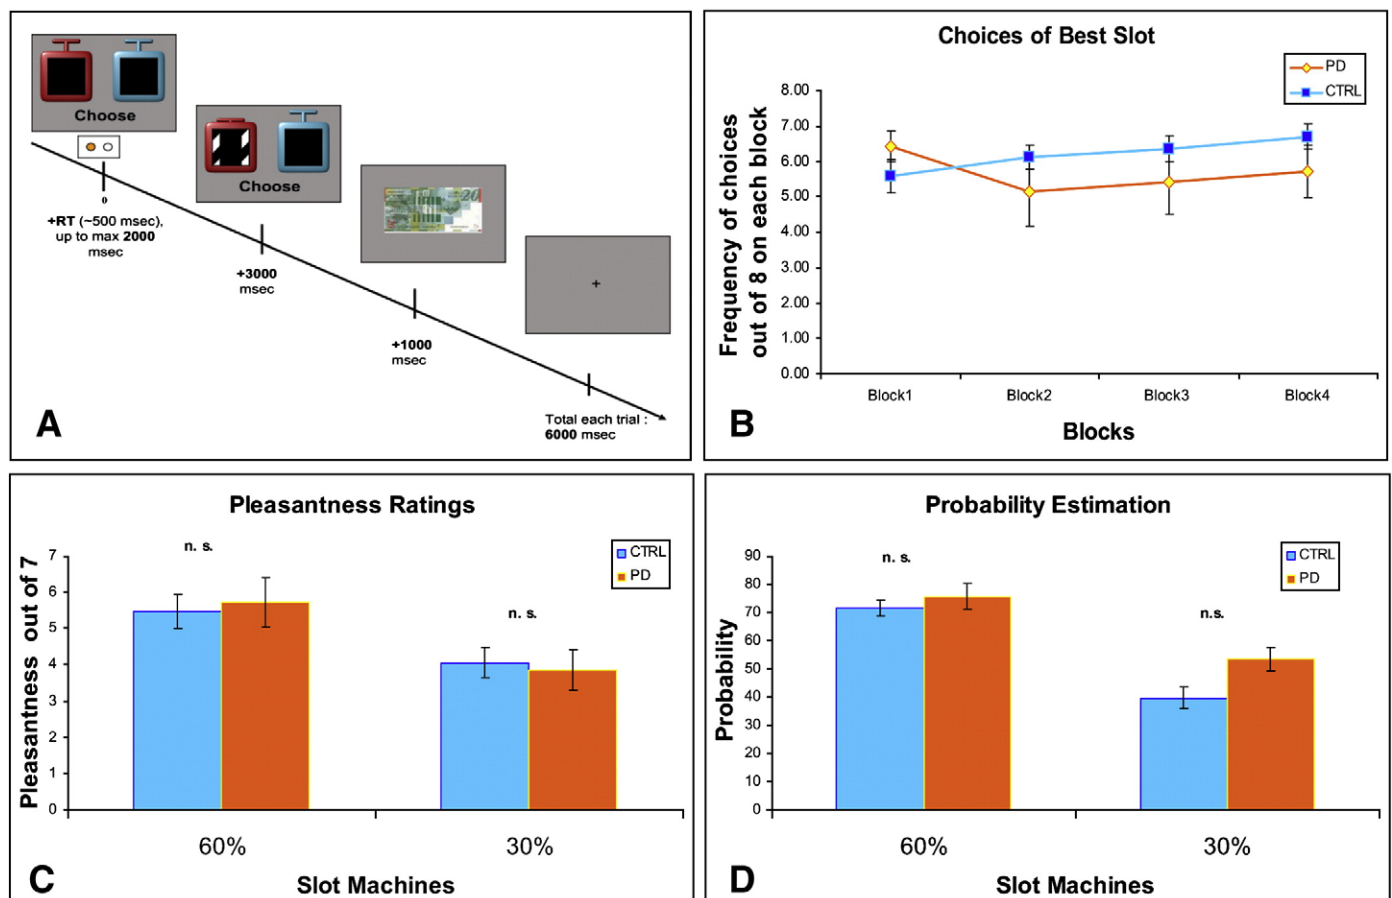 Choose
Choose
20
0
+RT (~500 msec),
up to max 2000
msec
+3000
msec
+1000
msec
+
Total each trial :
6000 msec
A
Choices of Best Slot
PD
CTRL
Frequency of choices
out of 8 on each block
8.00
7.00
6.00
5.00
4.00
3.00
2.00
1.00
0.00
Block1 Block2 Block3 Block4
Blocks
B
Pleasantness Ratings
CTRL
PD
n. s.
n. s.
Pleasantness out of 7
7
6
5
4
3
2
1
0
60% 30%
Slot Machines
C
Probability Estimation
CTRL
PD
n. s.
n.s.
Probability
90
80
70
60
50
40
30
20
10
0
60% 30%
Slot Machines
D